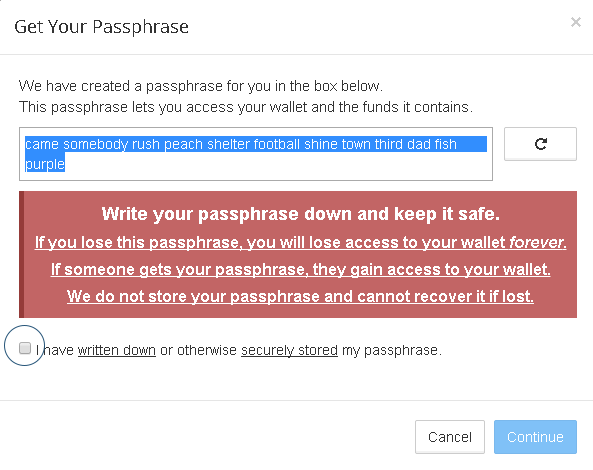 Get Your Passphrase
We have created a passphrase for you in the box below.
This passphrase lets you access your wallet and the funds it contains.
came somebody rush peach shelter football shine town third dad fish
purple
Write your passphrase down and keep it safe.
If you lose this passphrase, you will lose access to your wallet forever.
If someone gets your passphrase, they gain access to your wallet.
We do not store your passphrase and cannot recover it if lost.
I have written down or otherwise securely stored my passphrase.
Cancel Continue